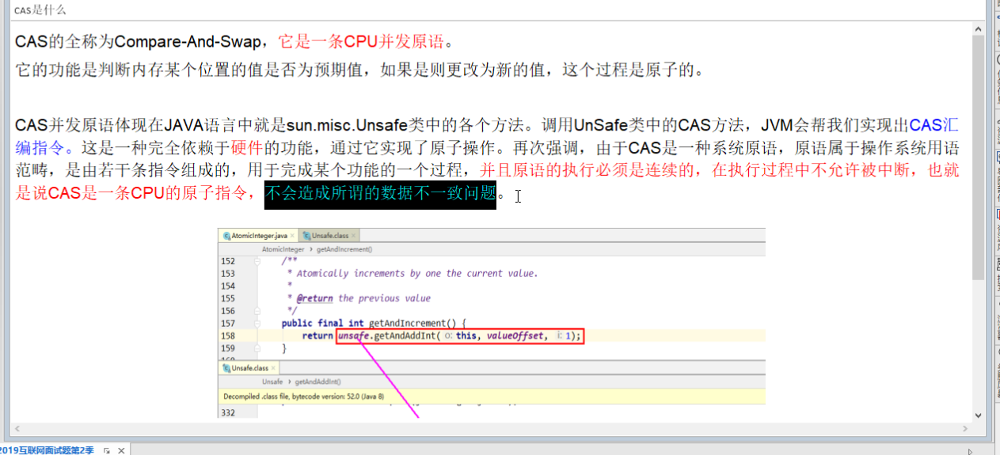 CAS是什么
CAS的全称为Compare-And-Swap，它是一条CPU并发原语。
它的功能是判断内存某个位置的值是否为预期值，如果是则更改为新的值，这个过程是原子的。
CAS并发原语体现在JAVA语言中就是sun.misc.Unsafe类中的各个方法。调用UnSafe类中的CAS方法，JVM会帮我们实现出CAS汇
编指令。这是一种完全依赖于硬件的功能，通过它实现了原子操作。再次强调，由于CAS是一种系统原语，原语属于操作系统用语
范畴，是由若干条指令组成的，用于完成某个功能的一个过程，并且原语的执行必须是连续的，在执行过程中不允许被中断，也就
是说CAS是一条CPU的原子指令，不会造成所谓的数据不一致问题。
AtomicInteger.java Unsafe.class
AtomicInteger getAndIncrement()
152 /**
153 * Atomically increments by one the current value.
154 *
155 * @return the previous value
156 */
157 public final int getAndIncrement() {
158 return unsafe.getAndAddInt( o: this, valueOffset, i: 1);
159 }
Unsafe.class
Unsafe getAndAddInt()
Decompiled .class file, bytecode version: 52.0 (Java 8)
332
2019互联网面试题第2季